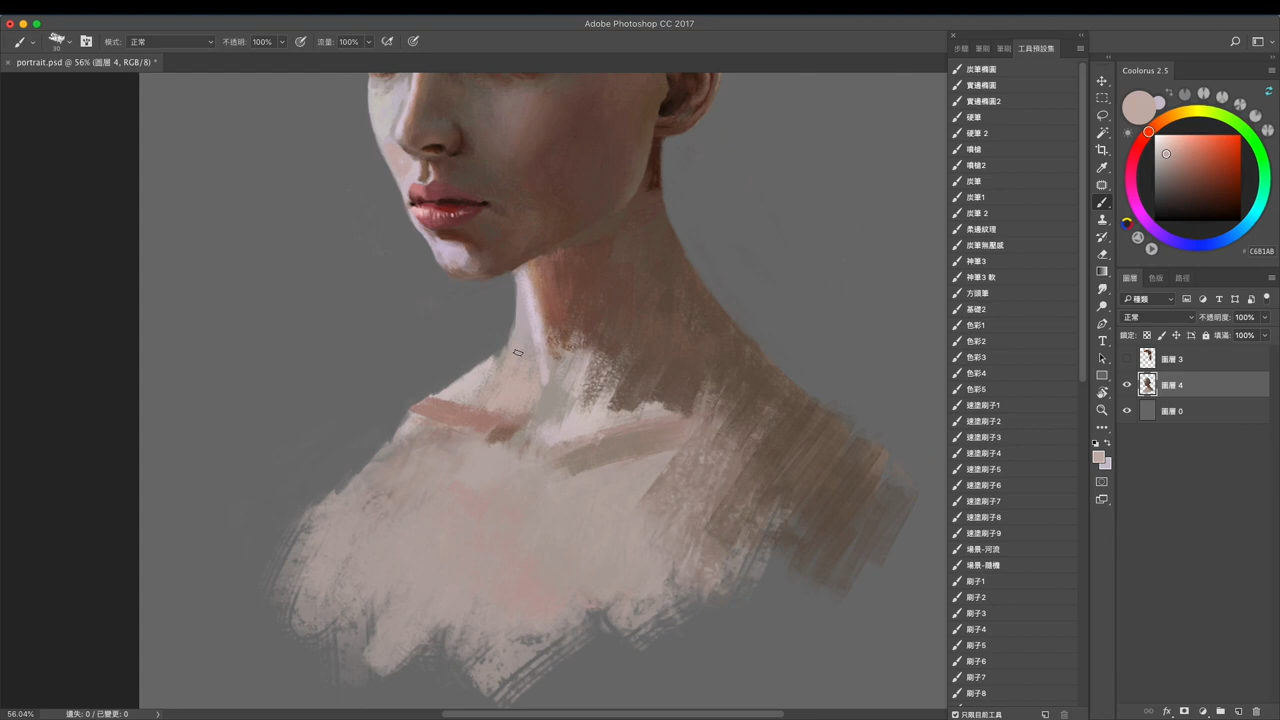 Adobe Photoshop CC 2017
30
模式: 正常
不透明: 100%
流量: 100%
× portrait.psd @ 56% (圖層 4, RGB/8) *
步驟 筆刷 筆刷 工具預設集
炭筆橢圓
實邊橢圓
實邊橢圓2
硬筆
硬筆 2
噴槍
噴槍2
炭筆
炭筆1
炭筆 2
柔邊紋理
炭筆無壓感
神筆3
神筆3 軟
方頭筆
基礎2
色彩1
色彩2
色彩3
色彩4
色彩5
速塗刷子1
速塗刷子2
速塗刷子3
速塗刷子4
速塗刷子5
速塗刷子6
速塗刷子7
速塗刷子8
速塗刷子9
場景-河流
場景-隨機
刷子1
刷子2
刷子3
刷子4
刷子5
刷子6
刷子7
刷子8
只限目前工具
Coolorus 2.5
# C6B1AB
圖層 色版 路徑
種類
正常 不透明度: 100%
鎖定: 填滿: 100%
圖層 3
圖層 4
圖層 0
fx
56.04% 遺失: 0 / 已變更: 0